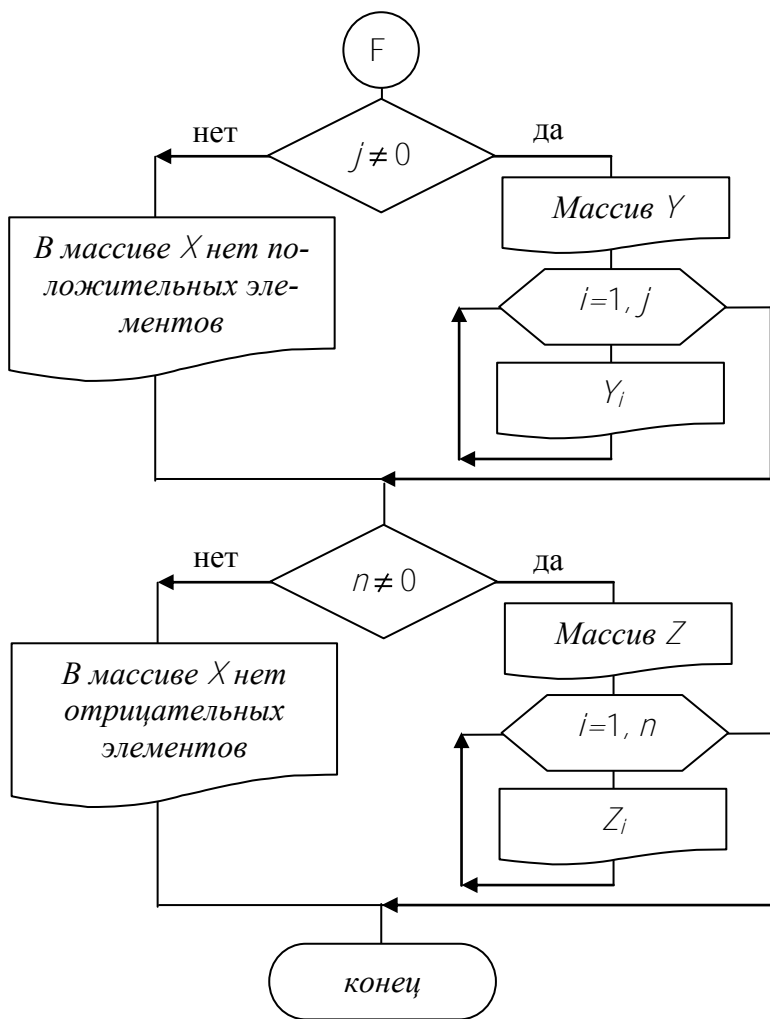 F
нет
j ≠ 0
да
Массив Y
В массиве X нет по-
ложительных эле-
ментов
i=1, j
Yi
нет
n ≠ 0
да
Массив Z
В массиве X нет
отрицательных
элементов
i=1, n
Zi
конец